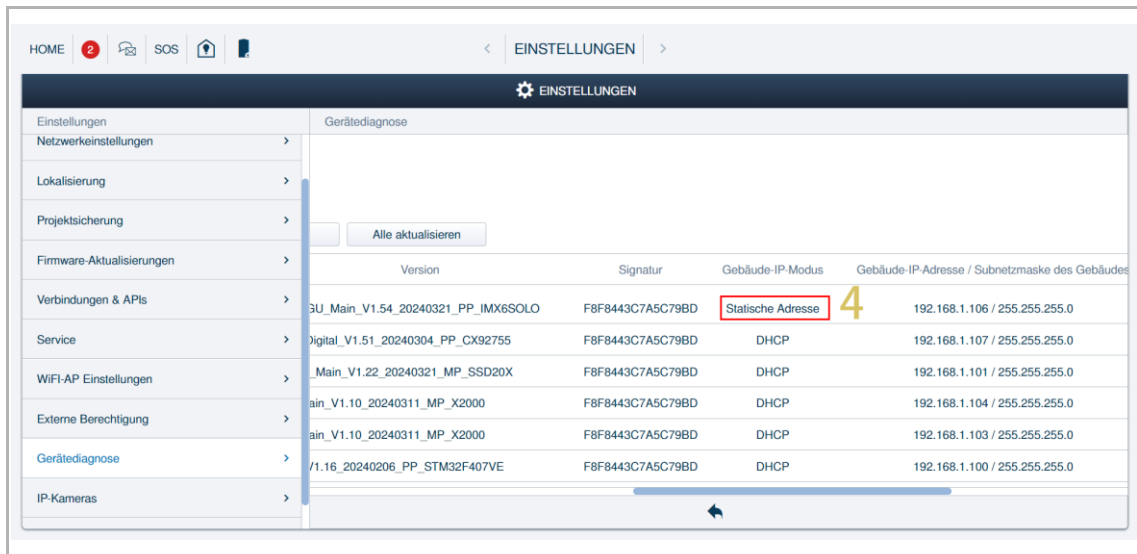 HOME 2 SOS < EINSTELLUNGEN >
EINSTELLUNGEN
Einstellungen Gerätediagnose
Netzwerkeinstellungen
Lokalisierung
Projektsicherung
Alle aktualisieren
Firmware-Aktualisierungen
Version Signatur Gebäude-IP-Modus Gebäude-IP-Adresse / Subnetzmaske des Gebäudes
Verbindungen & APIs
GU_Main_V1.54_20240321_PP_IMX6SOLO F8F8443C7A5C79BD Statische Adresse 4 192.168.1.106 / 255.255.255.0
Service
Digital_V1.51_20240304_PP_CX92755 F8F8443C7A5C79BD DHCP 192.168.1.107 / 255.255.255.0
WiFI-AP Einstellungen
_Main_V1.22_20240321_MP_SSD20X F8F8443C7A5C79BD DHCP 192.168.1.101 / 255.255.255.0
ain_V1.10_20240311_MP_X2000 F8F8443C7A5C79BD DHCP 192.168.1.104 / 255.255.255.0
Externe Berechtigung
ain_V1.10_20240311_MP_X2000 F8F8443C7A5C79BD DHCP 192.168.1.103 / 255.255.255.0
Gerätediagnose
/1.16_20240206_PP_STM32F407VE F8F8443C7A5C79BD DHCP 192.168.1.100 / 255.255.255.0
IP-Kameras